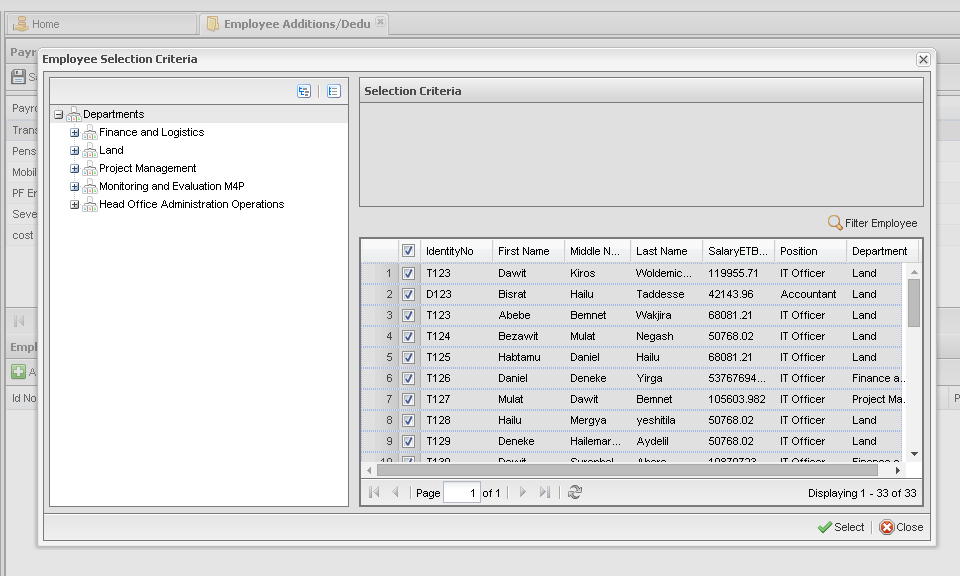 Home
Employee Additions/Dedu
Payr
Employee Selection Criteria
Sa
Selection Criteria
Payro
Departments
Trans
Finance and Logistics
Pens
Land
Mobil
Project Management
PF Er
Monitoring and Evaluation M4P
Seve
Head Office Administration Operations
cost
Filter Employee
IdentityNo First Name Middle N... Last Name SalaryETB... Position Department
1 T123 Dawit Kiros Woldemic... 119955.71 IT Officer Land
2 D123 Bisrat Hailu Taddesse 42143.96 Accountant Land
3 T123 Abebe Bemnet Wakjira 68081.21 IT Officer Land
4 T124 Bezawit Mulat Negash 50768.02 IT Officer Land
5 T125 Habtamu Daniel Hailu 68081.21 IT Officer Land
6 T126 Daniel Deneke Yirga 53767694... IT Officer Finance a...
7 T127 Mulat Dawit Bemnet 105603.982 IT Officer Project Ma...
8 T128 Hailu Mergya yeshitila 50768.02 IT Officer Land
9 T129 Deneke Hailemar... Aydelil 50768.02 IT Officer Land
10 T130 Dawit IT Officer Finance a
Empl
A
Id No
P
Page 1 of 1
Displaying 1 - 33 of 33
Select Close